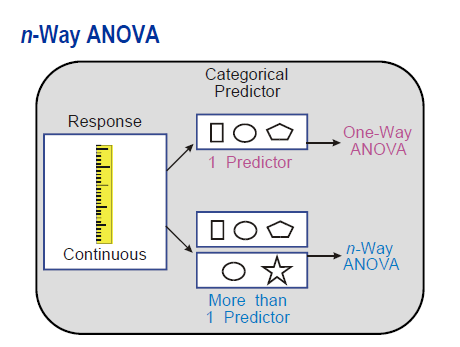 n-Way ANOVA
Categorical
Predictor
Response
Continuous
1 Predictor
One-Way
ANOVA
n-Way
ANOVA
More than
1 Predictor